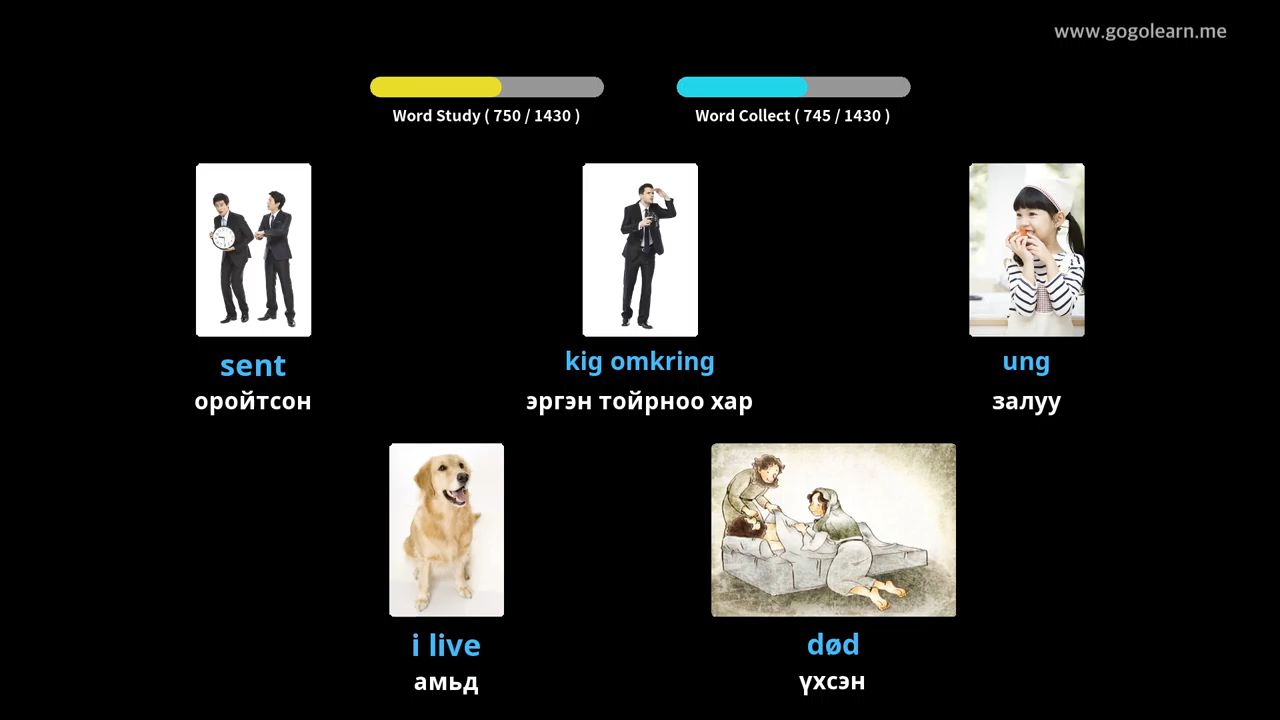 www.gogolearn.me
Word Study ( 750 / 1430 )
Word Collect ( 745 / 1430 )
sent
оройтсон
kig omkring
эргэн тойрноо хар
ung
залуу
i live
амьд
død
үхсэн